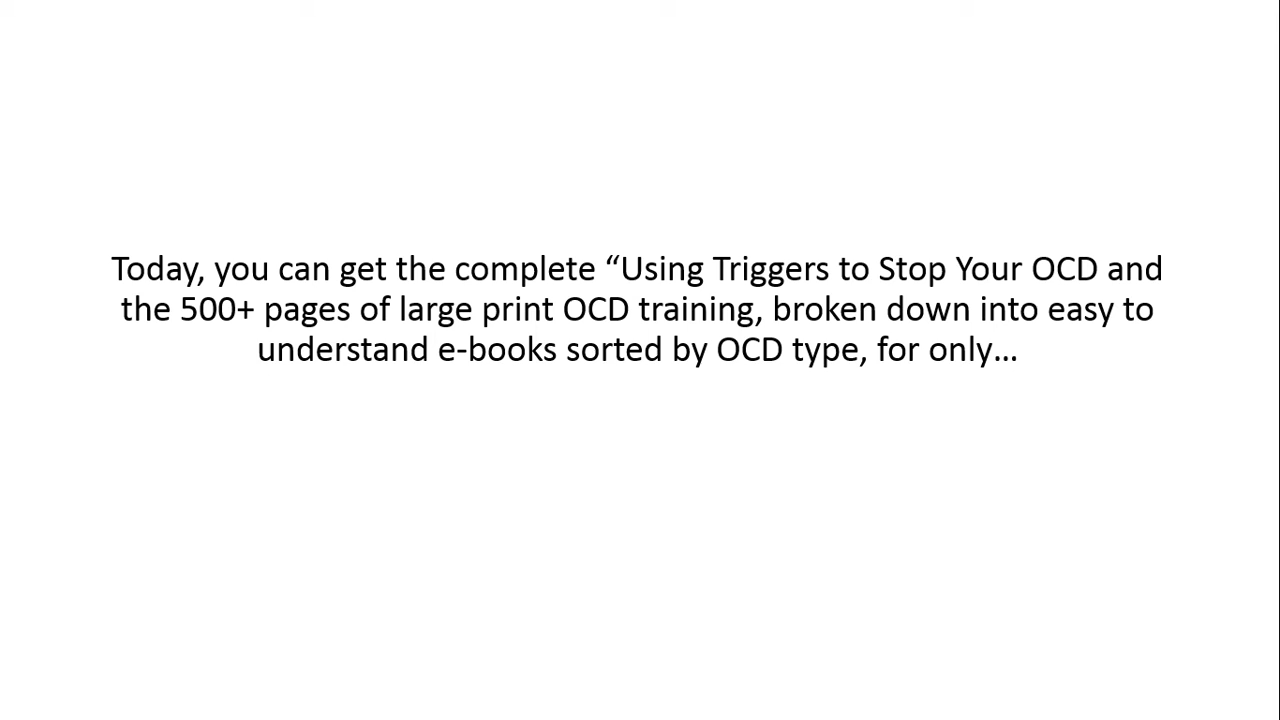 Today, you can get the complete “Using Triggers to Stop Your OCD and
the 500+ pages of large print OCD training, broken down into easy to
understand e-books sorted by OCD type, for only…